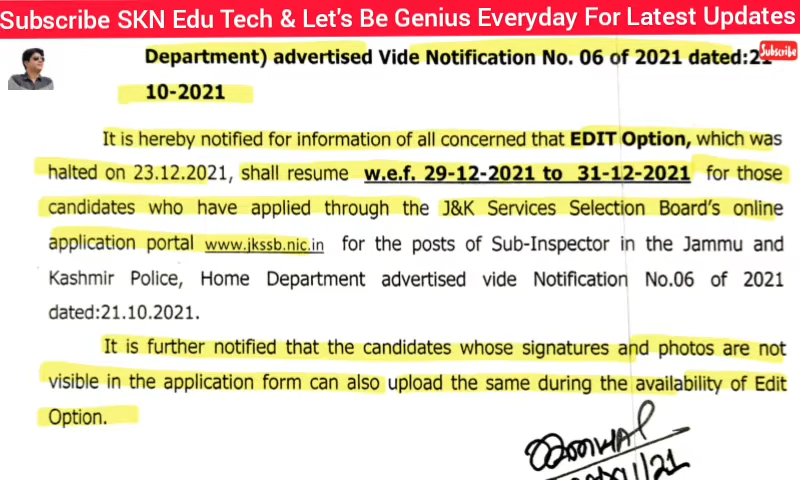 Subscribe SKN Edu Tech & Let's Be Genius Everyday For Latest Updates
Department) advertised Vide Notification No. 06 of 2021 dated:21-
Subscribe
10-2021
It is hereby notified for information of all concerned that EDIT Option, which was
halted on 23.12.2021, shall resume w.e.f. 29-12-2021 to 31-12-2021 for those
candidates who have applied through the J&K Services Selection Board's online
application portal www.jkssb.nic.in for the posts of Sub-Inspector in the Jammu and
Kashmir Police, Home Department advertised vide Notification No.06 of 2021
dated:21.10.2021.
It is further notified that the candidates whose signatures and photos are not
visible in the application form can also upload the same during the availability of Edit
Option.